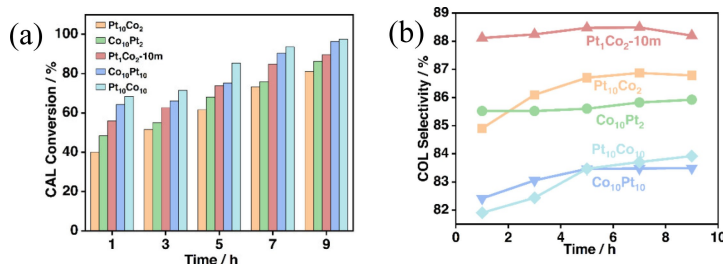 (a)
CAL Conversion / %
100
80
60
40
20
0
Pt₁₀Co₂
Co₁₀Pt₂
Pt₁Co₂-10m
Co₁₀Pt₁₀
Pt₁₀Co₁₀
1 3 5 7 9
Time / h
(b)
COL Selectivity / %
89
88
87
86
85
84
83
82
Pt₁Co₂-10m
Pt₁₀Co₂
Co₁₀Pt₂
Pt₁₀Co₁₀
Co₁₀Pt₁₀
0 2 4 6 8 10
Time / h